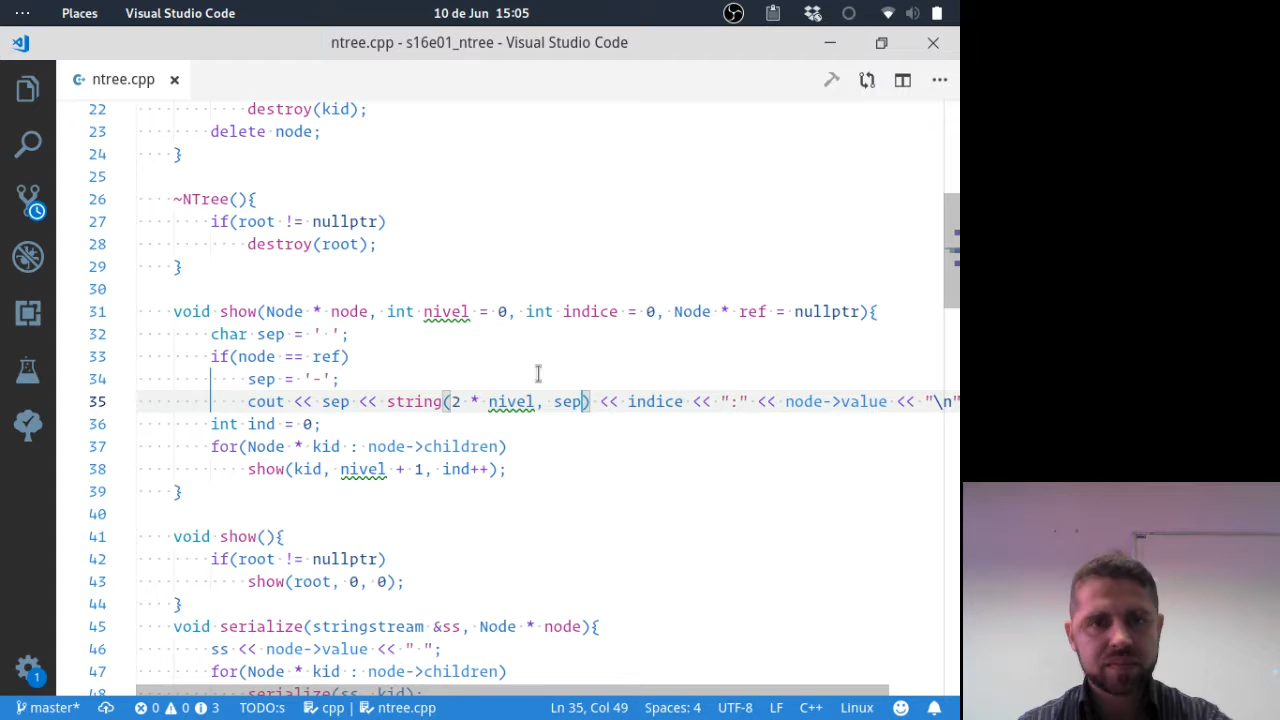 Places
Visual Studio Code
10 de Jun 15:05
ntree.cpp - s16e01_ntree - Visual Studio Code
ntree.cpp
22 destroy(kid);
23 delete node;
24 }
25
26 ~NTree(){
27 if(root != nullptr)
28 destroy(root);
29 }
30
31 void show(Node * node, int nivel = 0, int indice = 0, Node * ref = nullptr){
32 char sep = ' ';
33 if(node == ref)
34 sep = '-';
35 cout << sep << string(2 * nivel, sep) << indice << ":" << node->value << "\n"
36 int ind = 0;
37 for(Node * kid : node->children)
38 show(kid, nivel + 1, ind++);
39 }
40
41 void show(){
42 if(root != nullptr)
43 show(root, 0, 0);
44 }
45 void serialize(stringstream &ss, Node * node){
46 ss << node->value << " ";
47 for(Node * kid : node->children)
48 serialize(ss, kid);
1
master* 0 0 3 TODO:s cpp | ntree.cpp Ln 35, Col 49 Spaces: 4 UTF-8 LF C++ Linux